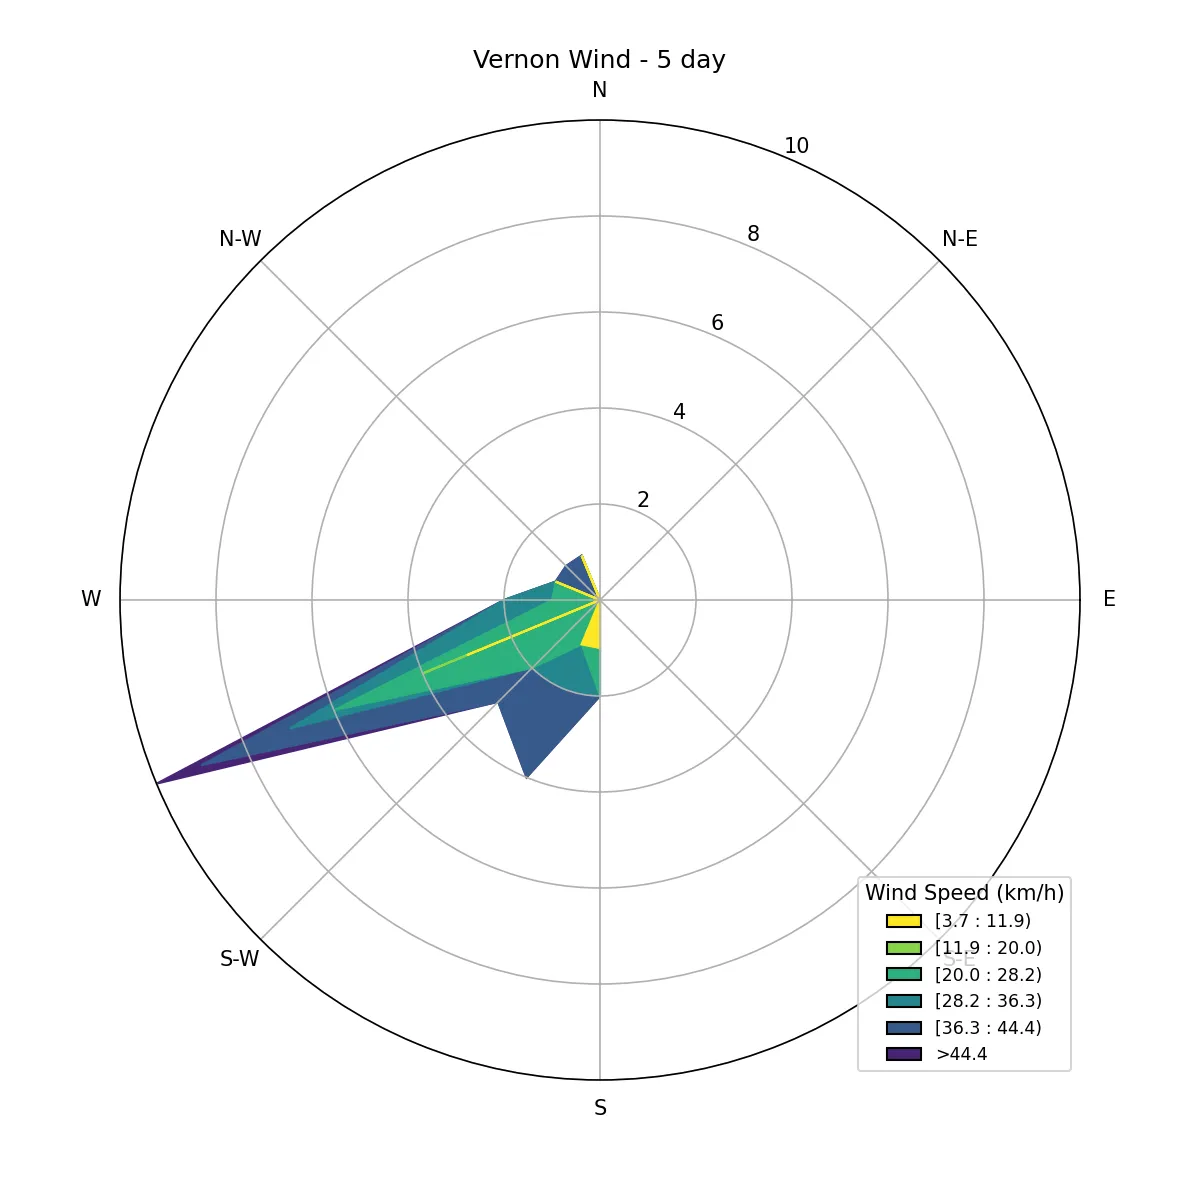 Vernon Wind - 5 day
N
10
N-W
N-E
8
6
4
2
W
E
S-W
S-E
S
Wind Speed (km/h)
[3.7 : 11.9)
[11.9 : 20.0)
[20.0 : 28.2)
[28.2 : 36.3)
[36.3 : 44.4)
>44.4